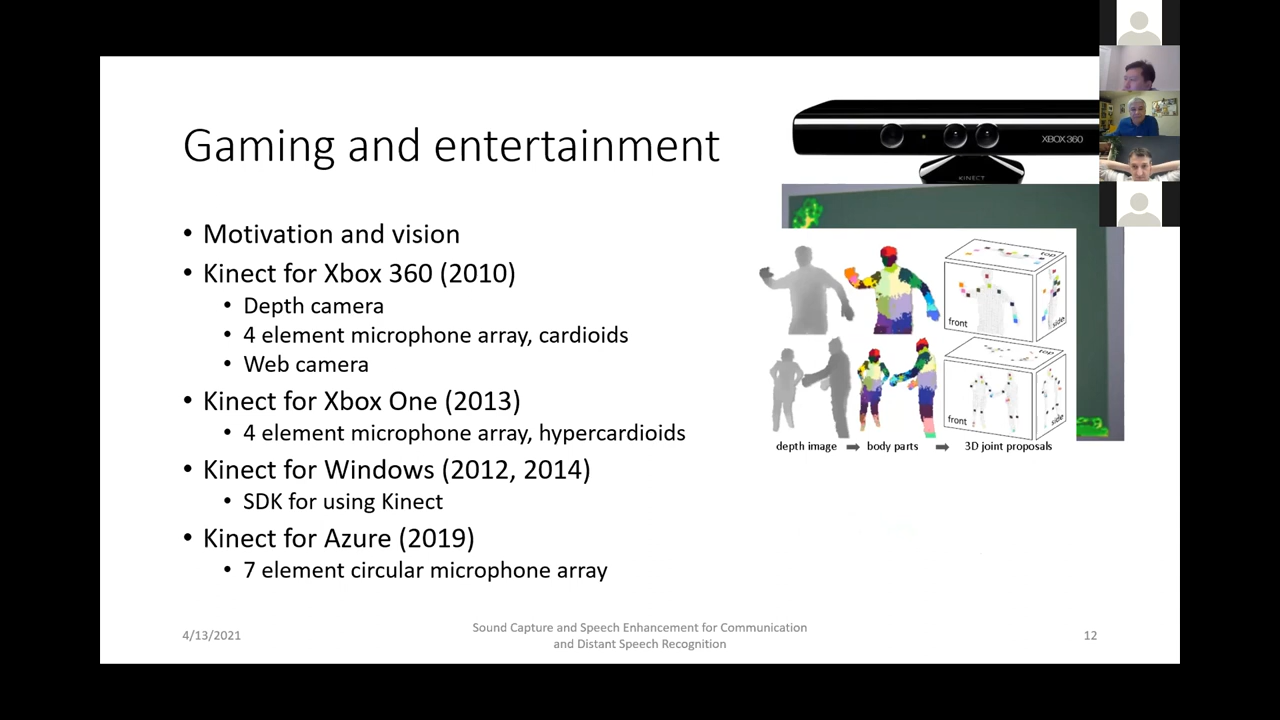 Gaming and entertainment
• Motivation and vision
• Kinect for Xbox 360 (2010)
• Depth camera
• 4 element microphone array, cardioids
• Web camera
• Kinect for Xbox One (2013)
• 4 element microphone array, hypercardioids
• Kinect for Windows (2012, 2014)
• SDK for using Kinect
• Kinect for Azure (2019)
• 7 element circular microphone array
XBOX360
KINECT
top
front
side
top
front
side
depth image
body parts
3D joint proposals
4/13/2021
Sound Capture and Speech Enhancement for Communication
and Distant Speech Recognition
12